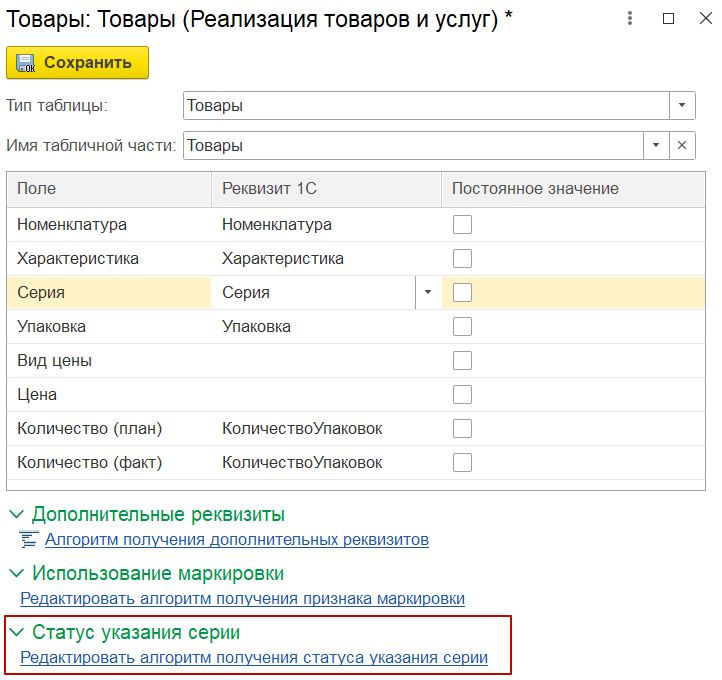 Товары: Товары (Реализация товаров и услуг) *
Сохранить
Тип таблицы: Товары
Имя табличной части: Товары
Поле Реквизит 1С Постоянное значение
Номенклатура Номенклатура
Характеристика Характеристика
Серия Серия
Упаковка Упаковка
Вид цены
Цена
Количество (план) КоличествоУпаковок
Количество (факт) КоличествоУпаковок
Дополнительные реквизиты
Алгоритм получения дополнительных реквизитов
Использование маркировки
Редактировать алгоритм получения признака маркировки
Статус указания серии
Редактировать алгоритм получения статуса указания серии